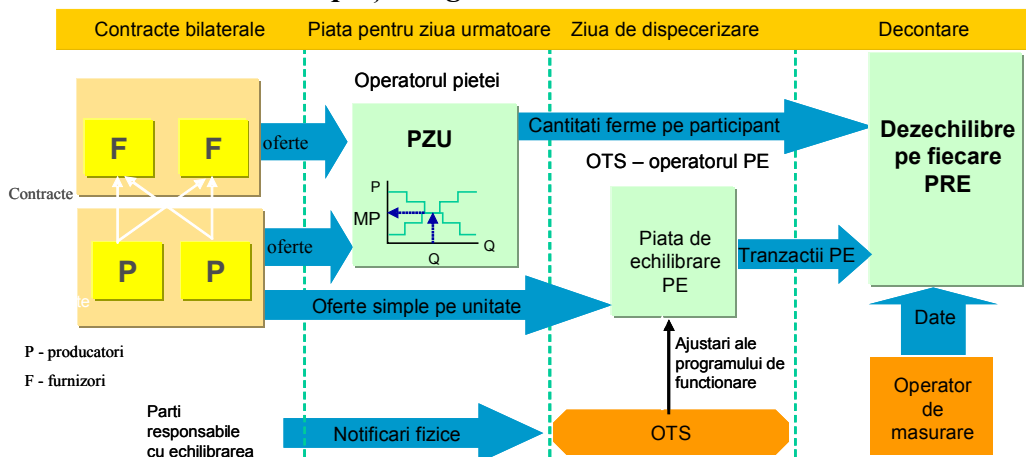 Contracte bilaterale
Piata pentru ziua urmatoare
Ziua de dispecerizare
Decontare
Operatorul pietei
F
F
oferte
PZU
P
MP
Q
Q
Cantitati ferme pe participant
OTS – operatorul PE
Dezechilibre
pe fiecare
PRE
Contracte
P
P
oferte
Piata de
echilibrare
PE
Tranzactii PE
Oferte simple pe unitate
Date
P - producatori
F - furnizori
Ajustari ale
programului de
functionare
Operator
de
masurare
Parti
responsabile
cu echilibrarea
Notificari fizice
OTS